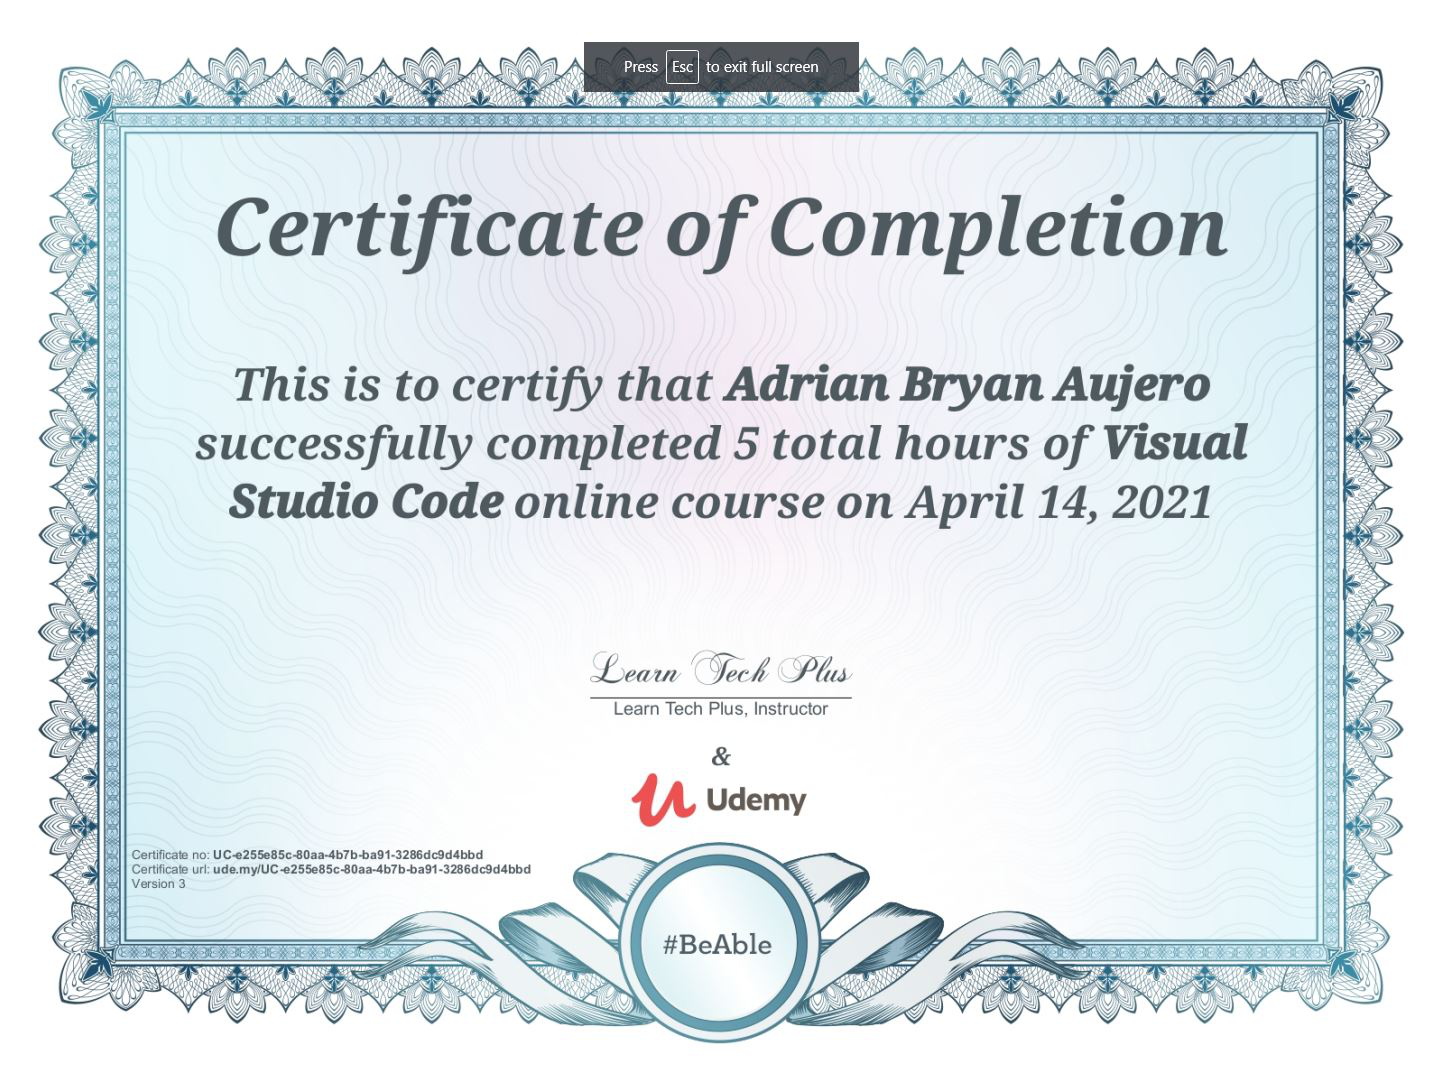 Press Esc to exit full screen
Certificate of Completion
This is to certify that Adrian Bryan Aujero
successfully completed 5 total hours of Visual
Studio Code online course on April 14, 2021
Learn Tech Plus
Learn Tech Plus, Instructor
&
Udemy
Certificate no: UC-e255e85c-80aa-4b7b-ba91-3286dc9d4bbd
Certificate url: ude.my/UC-e255e85c-80aa-4b7b-ba91-3286dc9d4bbd
Version 3
#BeAble